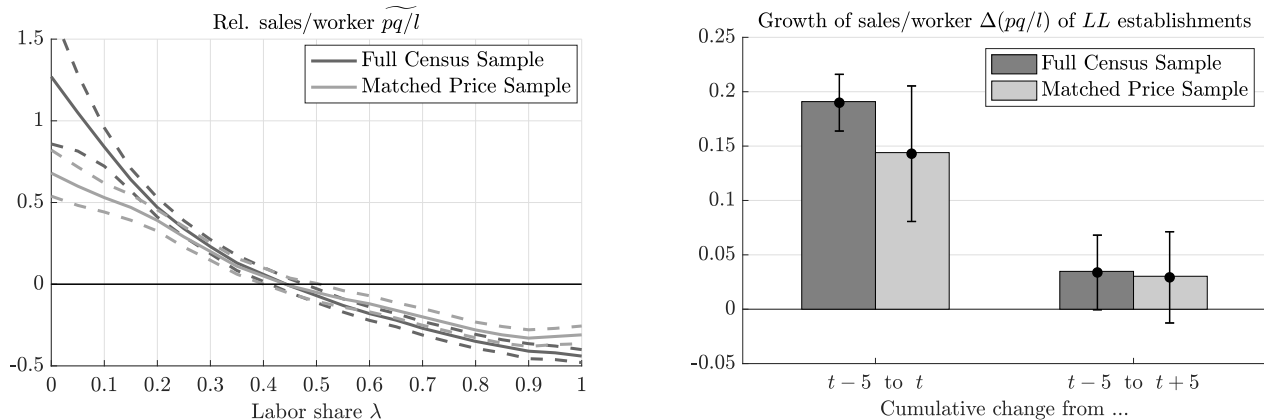 Rel. sales/worker \widetilde{pq/l}
1.5
1
0.5
0
-0.5
Full Census Sample
Matched Price Sample
0 0.1 0.2 0.3 0.4 0.5 0.6 0.7 0.8 0.9 1
Labor share λ
Growth of sales/worker Δ(pq/l) of LL establishments
0.25
0.2
0.15
0.1
0.05
0
-0.05
Full Census Sample
Matched Price Sample
t − 5 to t t − 5 to t + 5
Cumulative change from ...